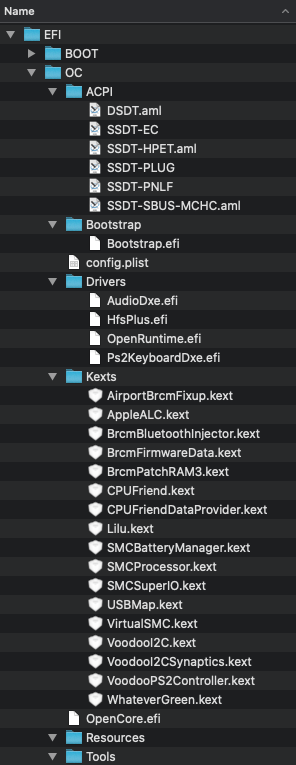 Name
EFI
BOOT
OC
ACPI
DSDT.aml
SSDT-EC
SSDT-HPET.aml
SSDT-PLUG
SSDT-PNLF
SSDT-SBUS-MCHC.aml
Bootstrap
Bootstrap.efi
config.plist
Drivers
AudioDxe.efi
HfsPlus.efi
OpenRuntime.efi
Ps2KeyboardDxe.efi
Kexts
AirportBrcmFixup.kext
AppleALC.kext
BrcmBluetoothInjector.kext
BrcmFirmwareData.kext
BrcmPatchRAM3.kext
CPUFriend.kext
CPUFriendDataProvider.kext
Lilu.kext
SMCBatteryManager.kext
SMCProcessor.kext
SMCSuperIO.kext
USBMap.kext
VirtualSMC.kext
VoodooI2C.kext
VoodooI2CSynaptics.kext
VoodooPS2Controller.kext
WhateverGreen.kext
OpenCore.efi
Resources
Tools